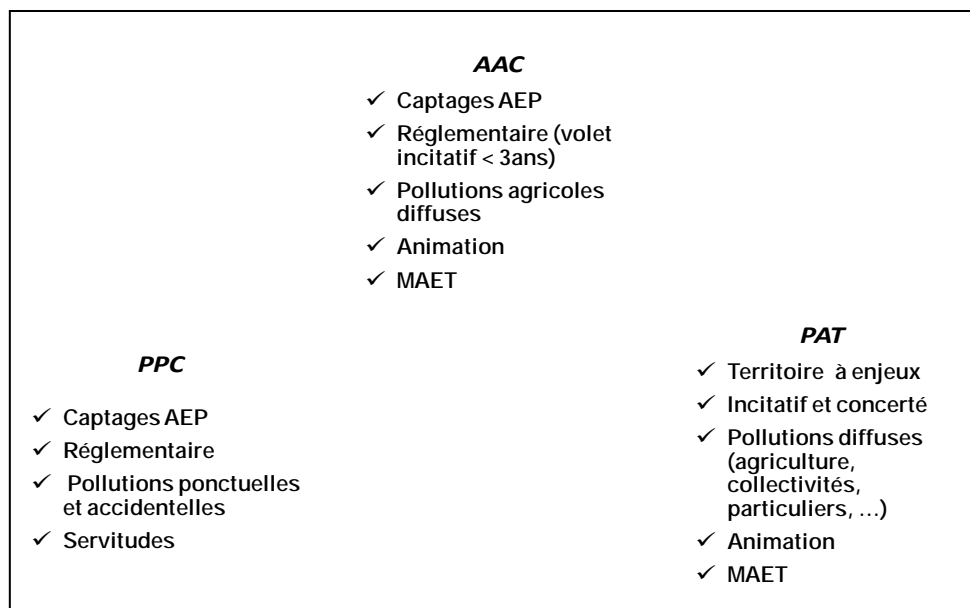 AAC
✓ Captages AEP
✓ Réglementaire (volet
incitatif < 3ans)
✓ Pollutions agricoles
diffuses
✓ Animation
✓ MAET
PPC
✓ Captages AEP
✓ Réglementaire
✓ Pollutions ponctuelles
et accidentelles
✓ Servitudes
PAT
✓ Territoire à enjeux
✓ Incitatif et concerté
✓ Pollutions diffuses
(agriculture,
collectivités,
particuliers, ...)
✓ Animation
✓ MAET